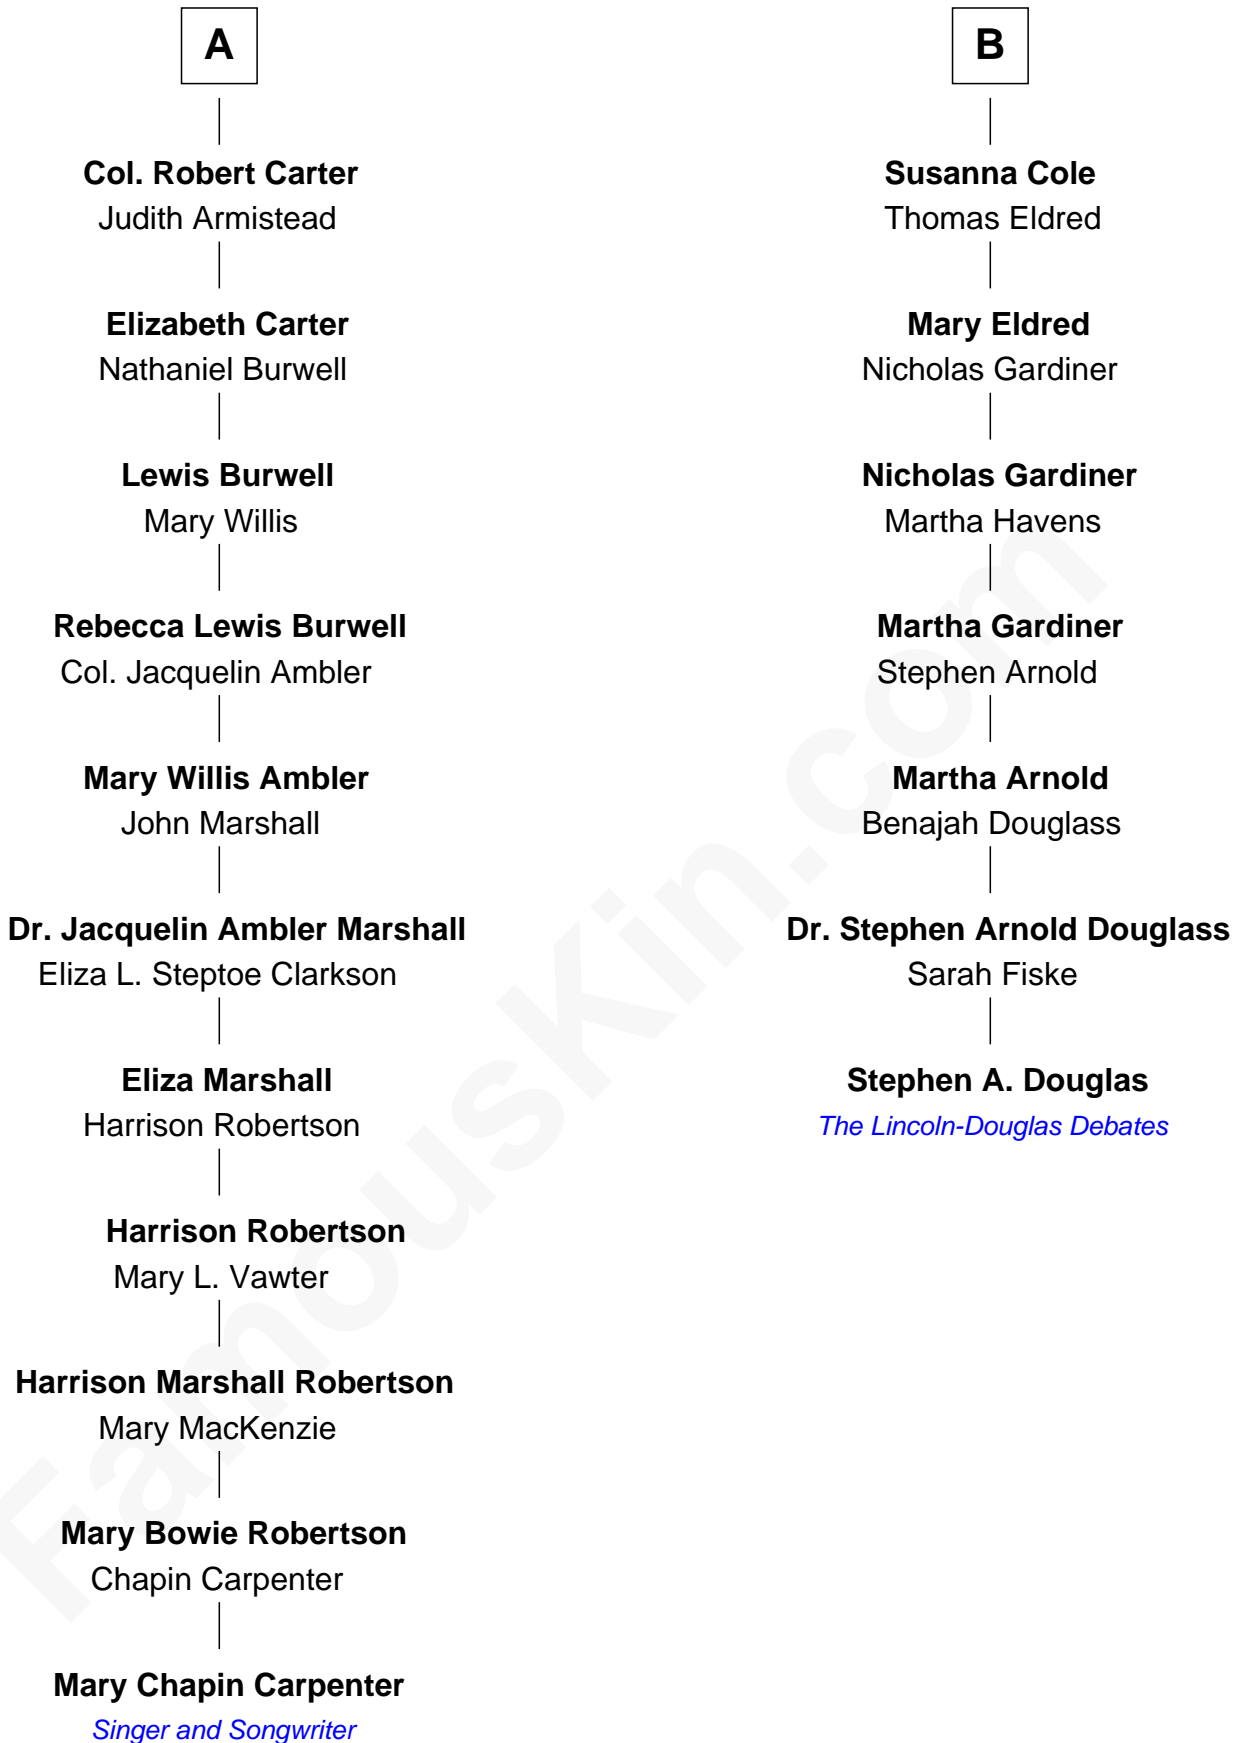 A
Col. Robert Carter
Judith Armistead
Elizabeth Carter
Nathaniel Burwell
Lewis Burwell
Mary Willis
Rebecca Lewis Burwell
Col. Jacquelin Ambler
Mary Willis Ambler
John Marshall
Dr. Jacquelin Ambler Marshall
Eliza L. Steptoe Clarkson
Eliza Marshall
Harrison Robertson
Harrison Robertson
Mary L. Vawter
Harrison Marshall Robertson
Mary MacKenzie
Mary Bowie Robertson
Chapin Carpenter
Mary Chapin Carpenter
Singer and Songwriter
B
Susanna Cole
Thomas Eldred
Mary Eldred
Nicholas Gardiner
Nicholas Gardiner
Martha Havens
Martha Gardiner
Stephen Arnold
Martha Arnold
Benajah Douglass
Dr. Stephen Arnold Douglass
Sarah Fiske
Stephen A. Douglas
The Lincoln-Douglas Debates
FamousKin.com